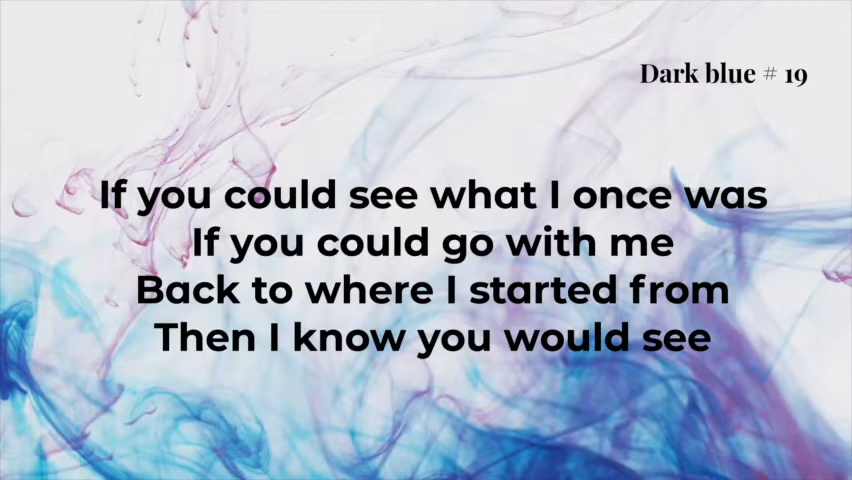 Dark blue # 19
If you could see what I once was
If you could go with me
Back to where I started from
Then I know you would see